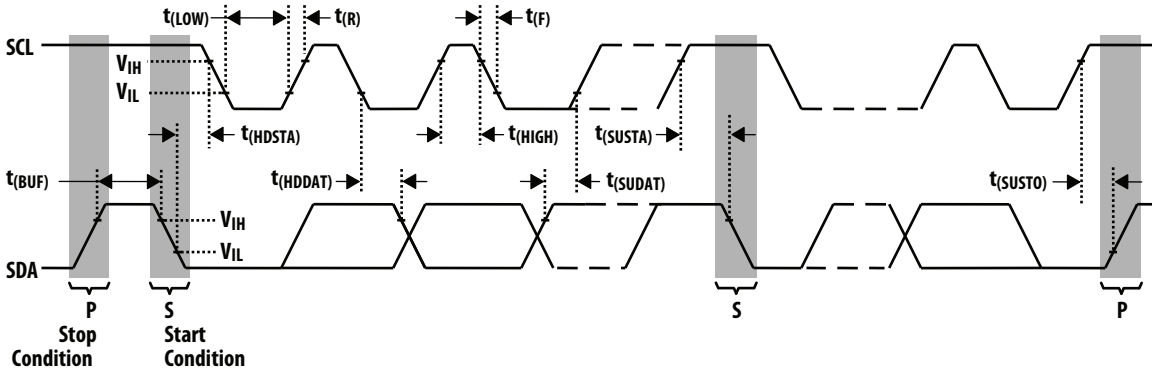 t(LOW)
t(R)
t(F)
SCL
VIH
VIL
t(HDSTA)
t(HIGH)
t(SUSTA)
t(BUF)
t(HDDAT)
t(SUDAT)
t(SUSTO)
VIH
VIL
SDA
P
S
S
P
Stop
Condition
Start
Condition